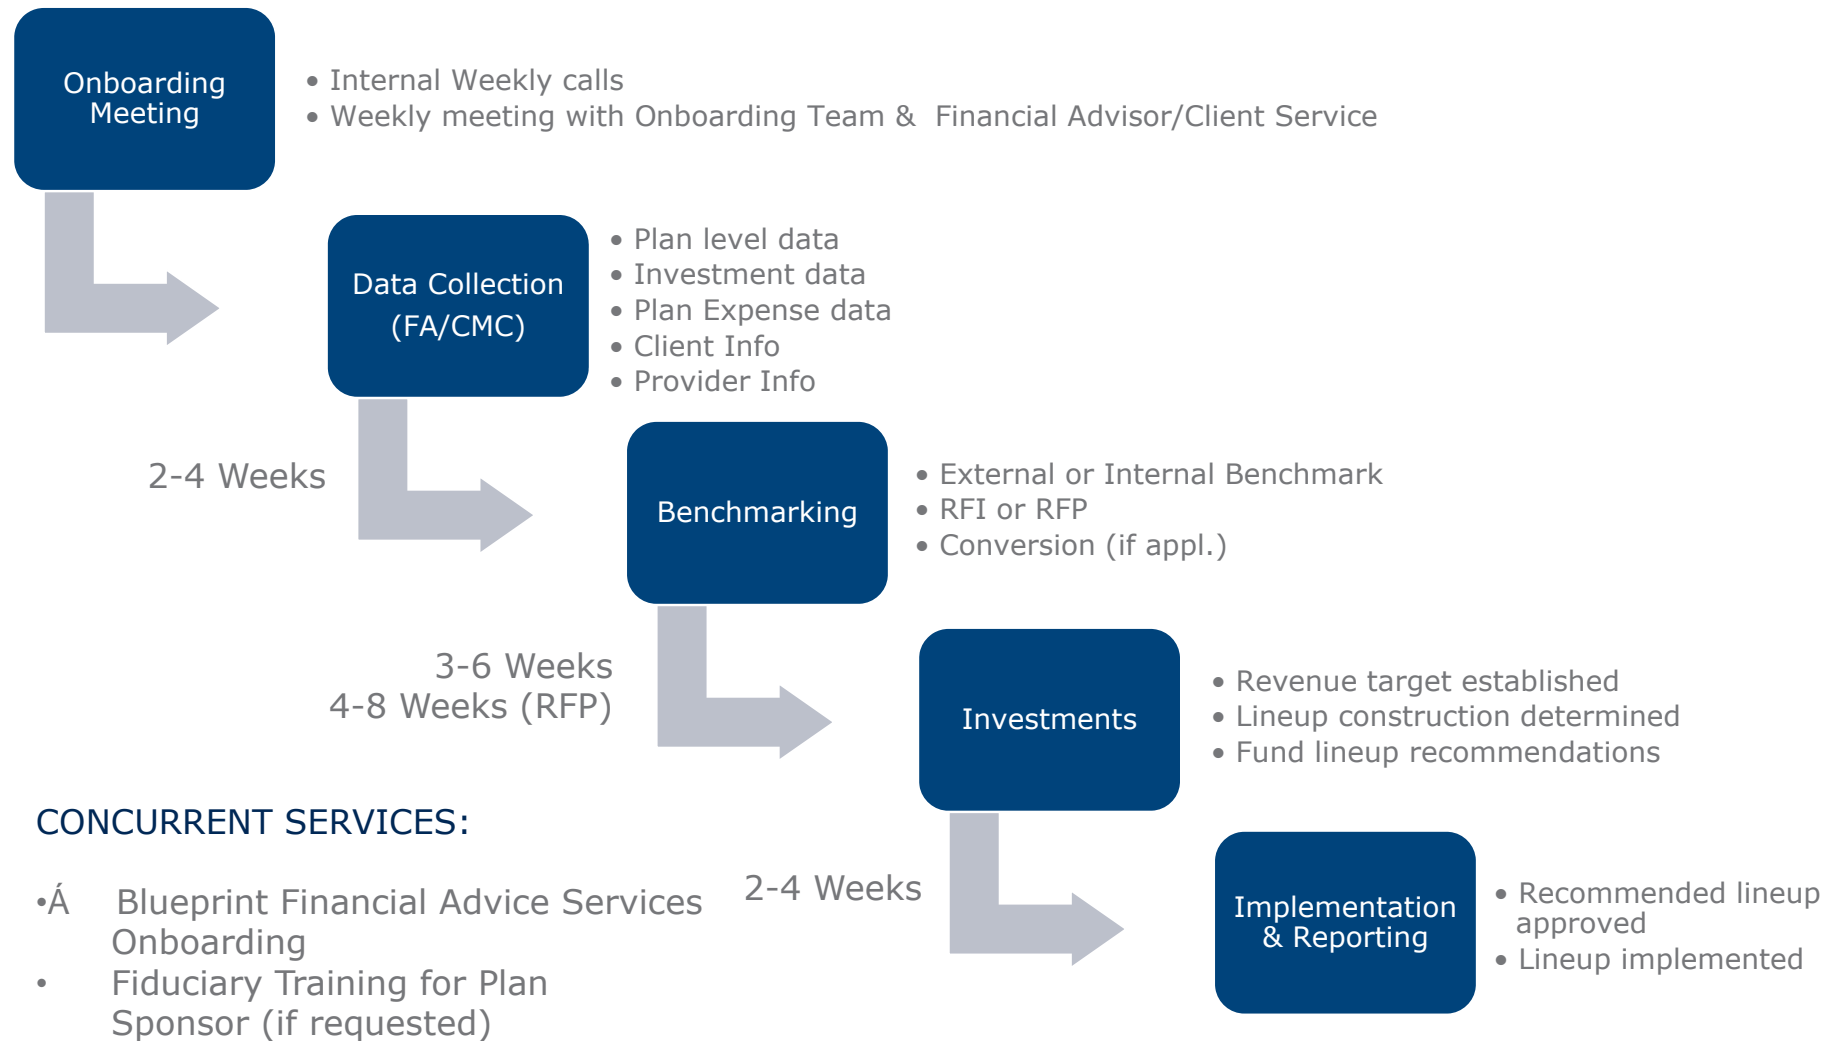 Onboarding
Meeting
• Internal Weekly calls
• Weekly meeting with Onboarding Team &  Financial Advisor/Client Service
Data Collection
(FA/CMC)
• Plan level data
• Investment data
• Plan Expense data
• Client Info
• Provider Info
2-4 Weeks
Benchmarking
• External or Internal Benchmark
• RFI or RFP
• Conversion (if appl.)
3-6 Weeks
4-8 Weeks (RFP)
Investments
• Revenue target established
• Lineup construction determined
• Fund lineup recommendations
2-4 Weeks
Implementation
& Reporting
• Recommended lineup
approved
• Lineup implemented
CONCURRENT SERVICES:
•Á Blueprint Financial Advice Services
Onboarding
• Fiduciary Training for Plan
Sponsor (if requested)